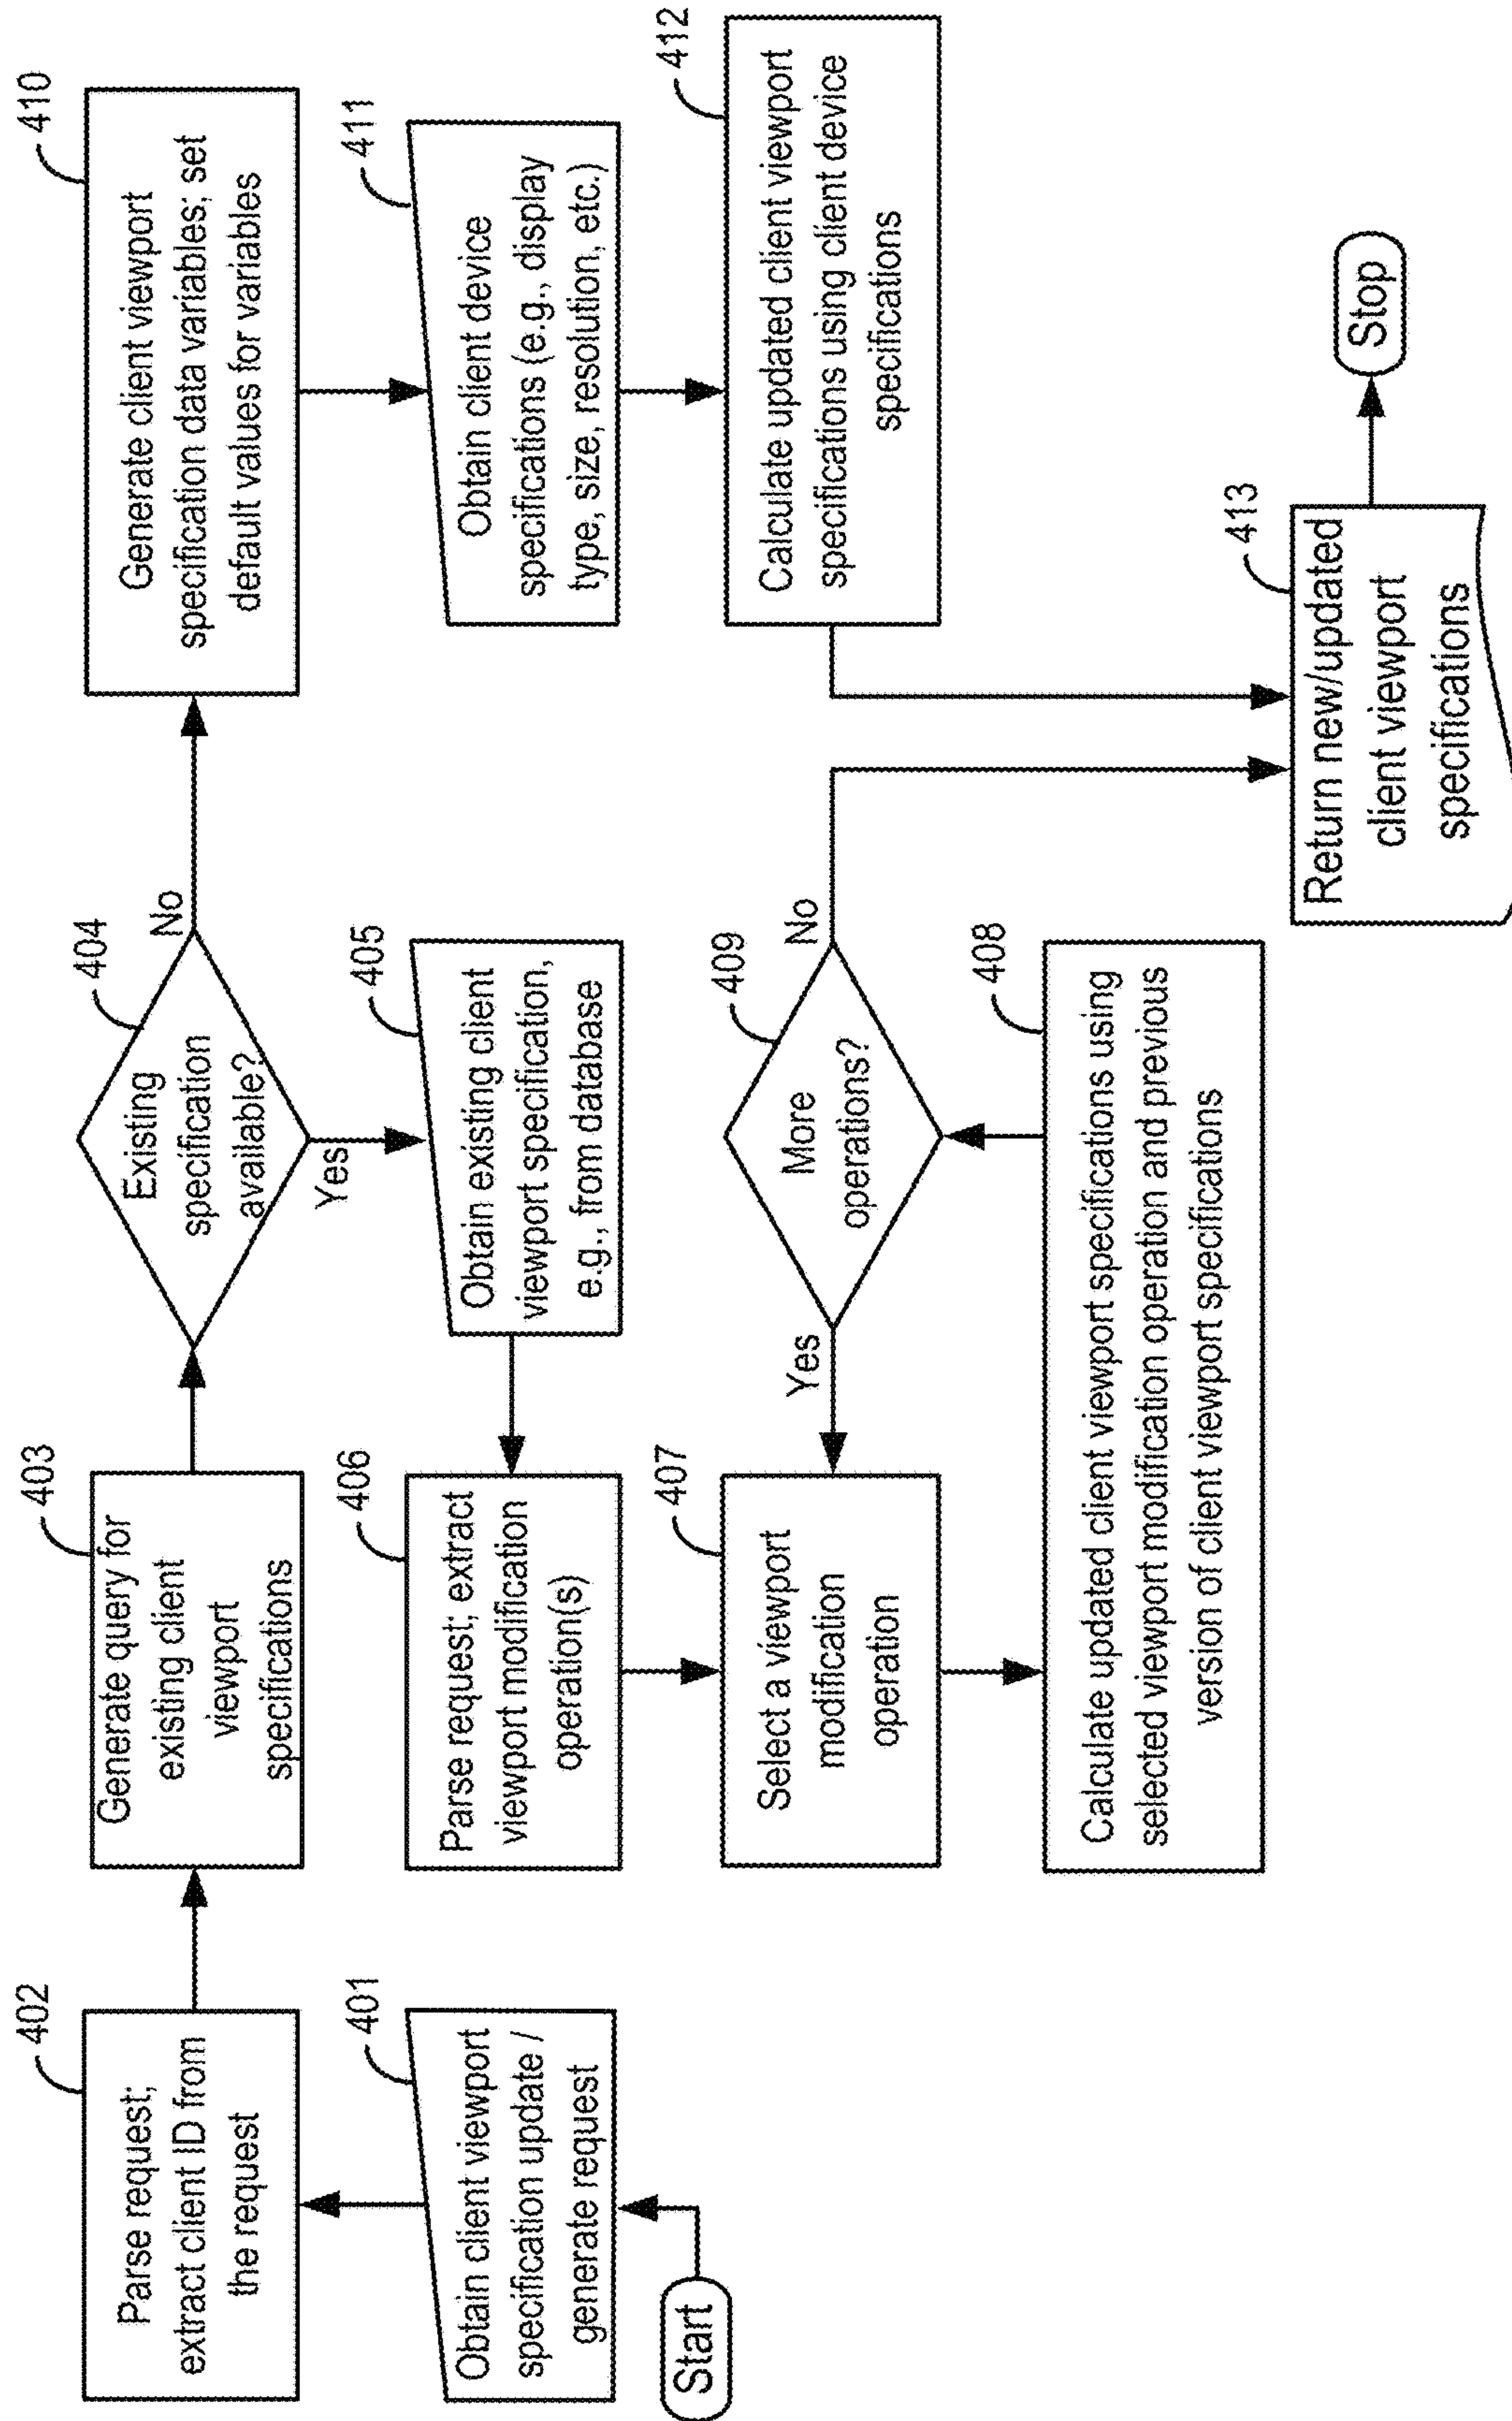 402
Parse request;
extract client ID from
the request
401
Obtain client viewport
specification update /
generate request
Start
403
Generate query for
existing client
viewport
specifications
404
Existing
specification
available?
No
Yes
405
Obtain existing client
viewport specification,
e.g., from database
406
Parse request; extract
viewport modification
operation(s)
407
Select a viewport
modification
operation
408
Calculate updated client viewport specifications using
selected viewport modification operation and previous
version of client viewport specifications
409
More
operations?
Yes
No
410
Generate client viewport
specification data variables; set
default values for variables
411
Obtain client device
specifications (e.g., display
type, size, resolution, etc.)
412
Calculate updated client viewport
specifications using client device
specifications
413
Return new/updated
client viewport
specifications
Stop